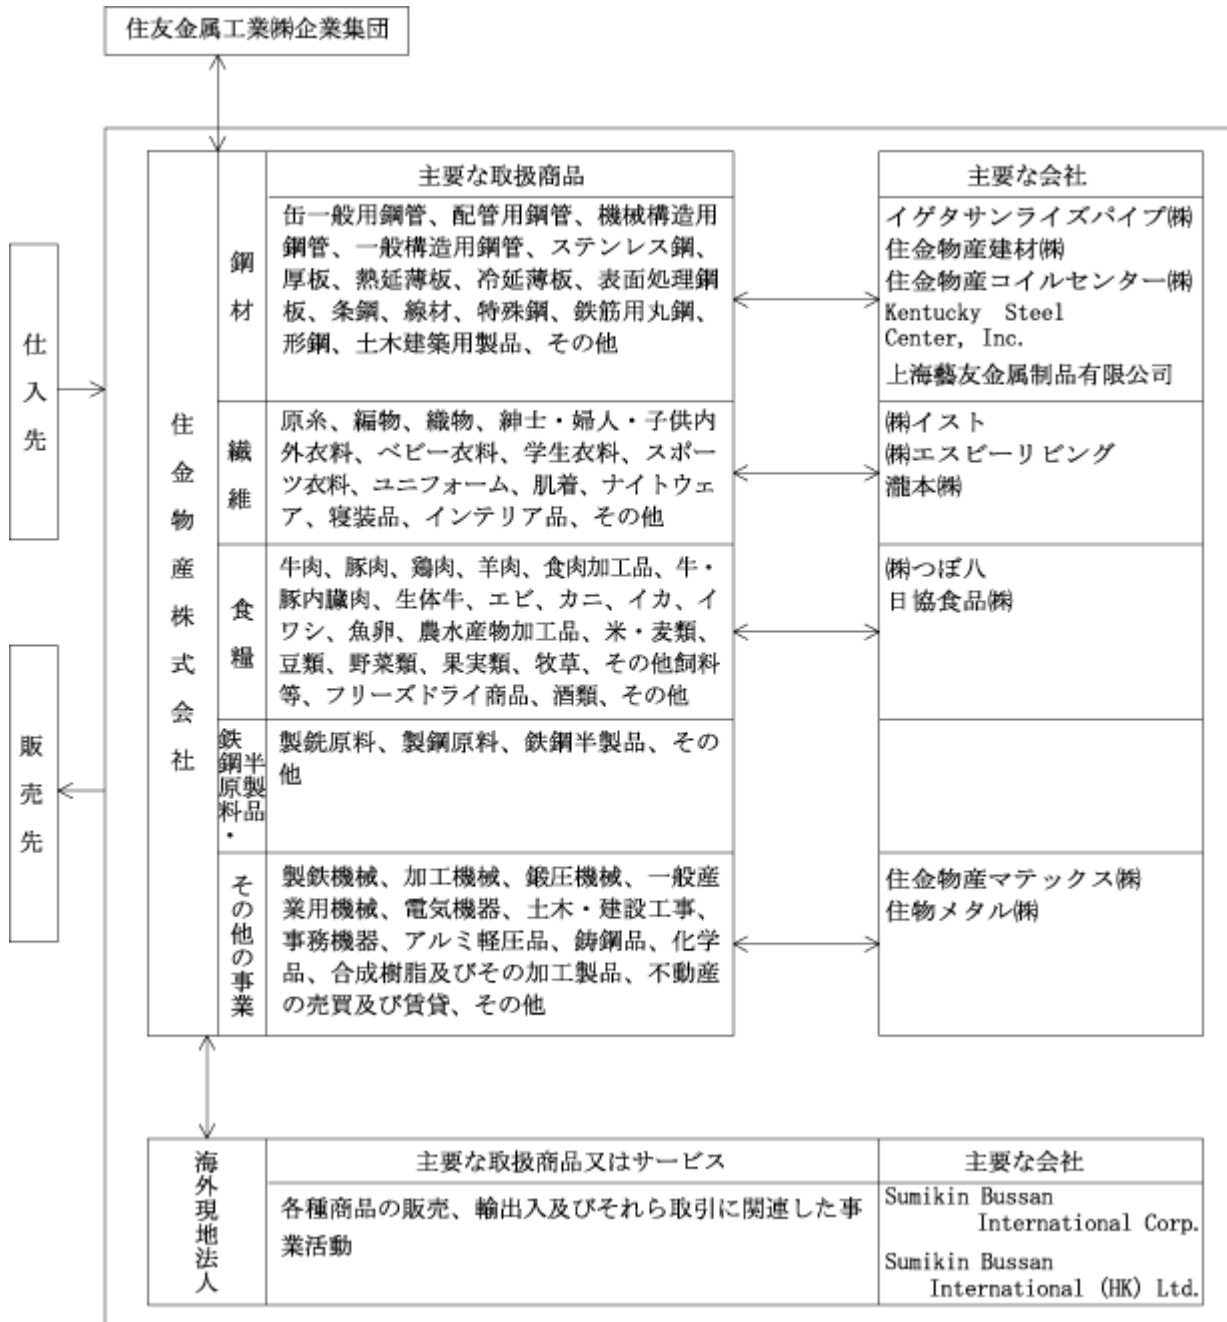 住友金属工業㈱企業集団
仕入先
販売先
住金物産株式会社
鋼材
主要な取扱商品
缶一般用鋼管、配管用鋼管、機械構造用
鋼管、一般構造用鋼管、ステンレス鋼、
厚板、熱延薄板、冷延薄板、表面処理鋼
板、条鋼、線材、特殊鋼、鉄筋用丸鋼、
形鋼、土木建築用製品、その他
主要な会社
イゲタサンライズパイプ㈱
住金物産建材㈱
住金物産コイルセンター㈱
Kentucky Steel
Center, Inc.
上海藝友金属制品有限公司
繊維
原糸、編物、織物、紳士・婦人・子供内
外衣料、ベビー衣料、学生衣料、スポー
ツ衣料、ユニフォーム、肌着、ナイトウェ
ア、寝装品、インテリア品、その他
㈱イスト
㈱エスビーリビング
瀧本㈱
食糧
牛肉、豚肉、鶏肉、羊肉、食肉加工品、牛・
豚内臓肉、生体牛、エビ、カニ、イカ、イ
ワシ、魚卵、農水産物加工品、米・麦類、
豆類、野菜類、果実類、牧草、その他飼料
等、フリーズドライ商品、酒類、その他
㈱つぼ八
日協食品㈱
鉄鋼原料・
半製品
製銑原料、製鋼原料、鉄鋼半製品、その
他
その他の事業
製鉄機械、加工機械、鍛圧機械、一般産
業用機械、電気機器、土木・建設工事、
事務機器、アルミ軽圧品、鋳鋼品、化学
品、合成樹脂及びその加工製品、不動産
の売買及び賃貸、その他
住金物産マテックス㈱
住物メタル㈱
海外現地法人
主要な取扱商品又はサービス
各種商品の販売、輸出入及びそれら取引に関連した事
業活動
主要な会社
Sumikin Bussan
International Corp.
Sumikin Bussan
International (HK) Ltd.